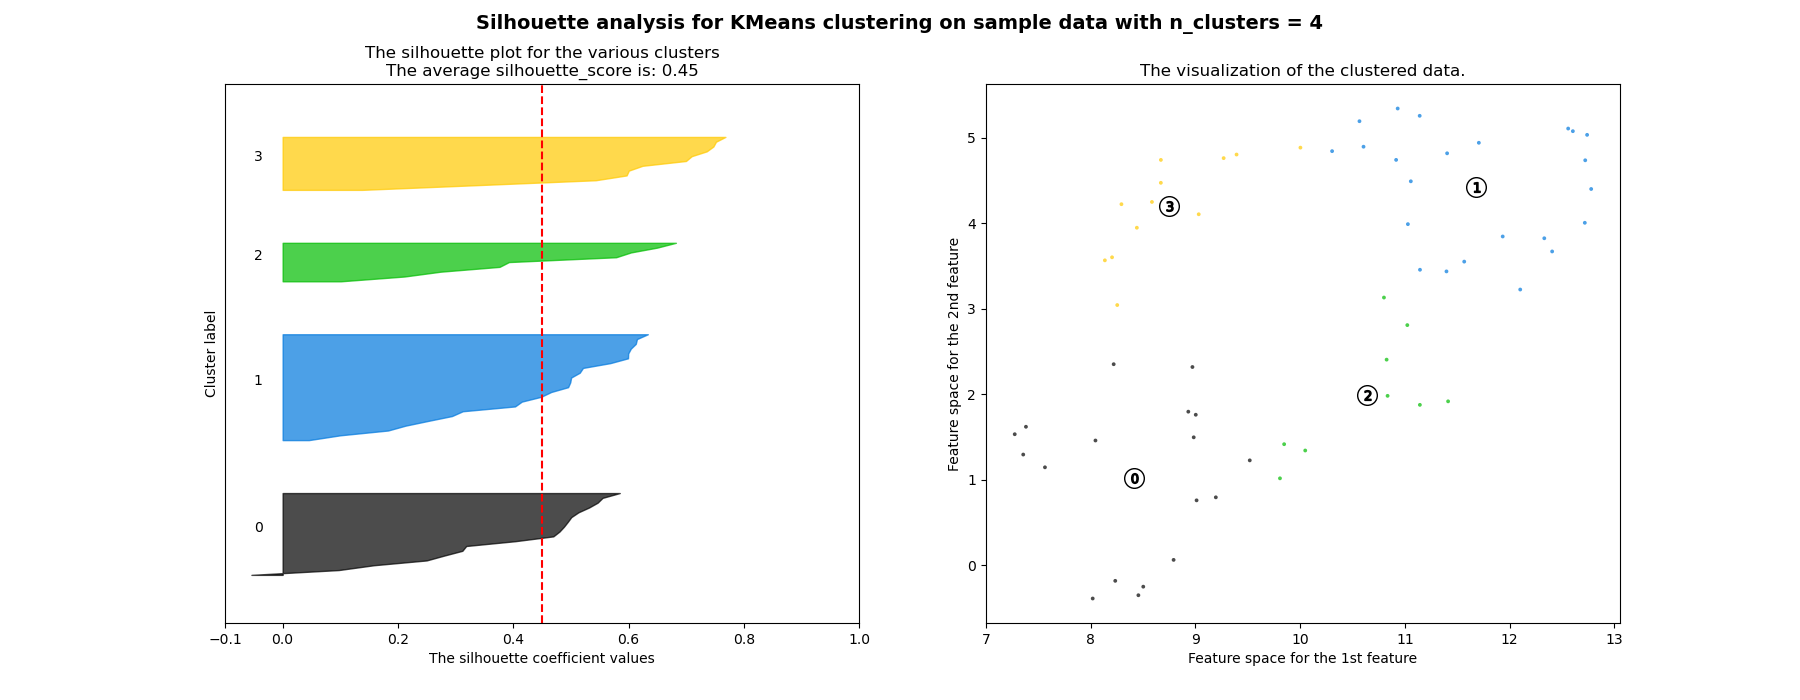 Silhouette analysis for KMeans clustering on sample data with n_clusters = 4
The silhouette plot for the various clusters
The average silhouette_score is: 0.45
3
2
1
0
Cluster label
−0.1 0.0 0.2 0.4 0.6 0.8 1.0
The silhouette coefficient values
The visualization of the clustered data.
5
4
3
2
1
0
Feature space for the 2nd feature
1
3
2
0
7 8 9 10 11 12 13
Feature space for the 1st feature